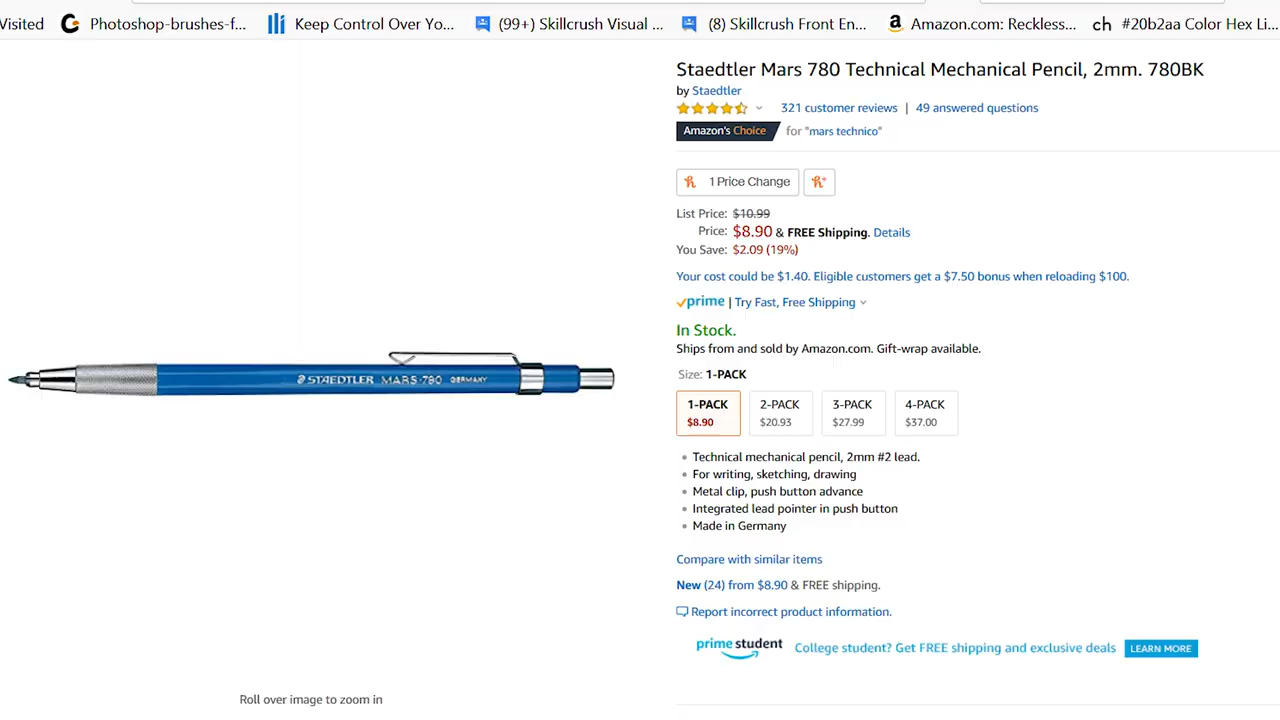 Visited Photoshop-brushes-f... Keep Control Over Yo... (99+) Skillcrush Visual ... (8) Skillcrush Front En... Amazon.com: Reckless... ch #20b2aa Color Hex Li...
Staedtler Mars 780 Technical Mechanical Pencil, 2mm. 780BK
by Staedtler
321 customer reviews | 49 answered questions
Amazon's Choice for "mars technico"
1 Price Change
List Price: $10.99
Price: $8.90 & FREE Shipping. Details
You Save: $2.09 (19%)
Your cost could be $1.40. Eligible customers get a $7.50 bonus when reloading $100.
prime | Try Fast, Free Shipping
In Stock.
Ships from and sold by Amazon.com. Gift-wrap available.
Size: 1-PACK
1-PACK 2-PACK 3-PACK 4-PACK
$8.90 $20.93 $27.99 $37.00
STAEDTLER MARS·780 GERMANY
Technical mechanical pencil, 2mm #2 lead.
For writing, sketching, drawing
Metal clip, push button advance
Integrated lead pointer in push button
Made in Germany
Compare with similar items
New (24) from $8.90 & FREE shipping.
Report incorrect product information.
prime student College student? Get FREE shipping and exclusive deals LEARN MORE
Roll over image to zoom in